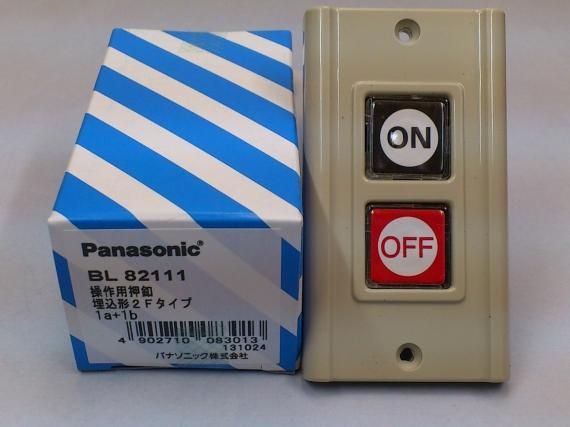 Panasonic®
BL 82111
操作用押釦
埋込形2Fタイプ
1a+1b
4 902710 083013
131024
パナソニック株式会社
ON
OFF